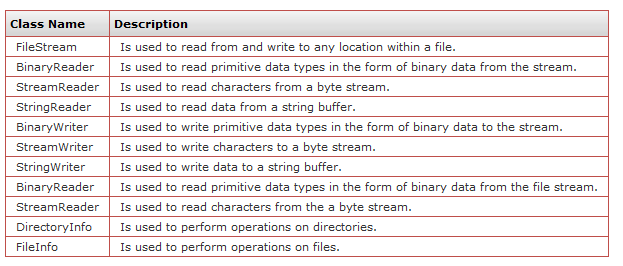 Class Name Description
FileStream Is used to read from and write to any location within a file.
BinaryReader Is used to read primitive data types in the form of binary data from the stream.
StreamReader Is used to read characters from a byte stream.
StringReader Is used to read data from a string buffer.
BinaryWriter Is used to write primitive data types in the form of binary data to the stream.
StreamWriter Is used to write characters to a byte stream.
StringWriter Is used to write data to a string buffer.
BinaryReader Is used to read primitive data types in the form of binary data from the file stream.
StreamReader Is used to read characters from the a byte stream.
DirectoryInfo Is used to perform operations on directories.
FileInfo Is used to perform operations on files.